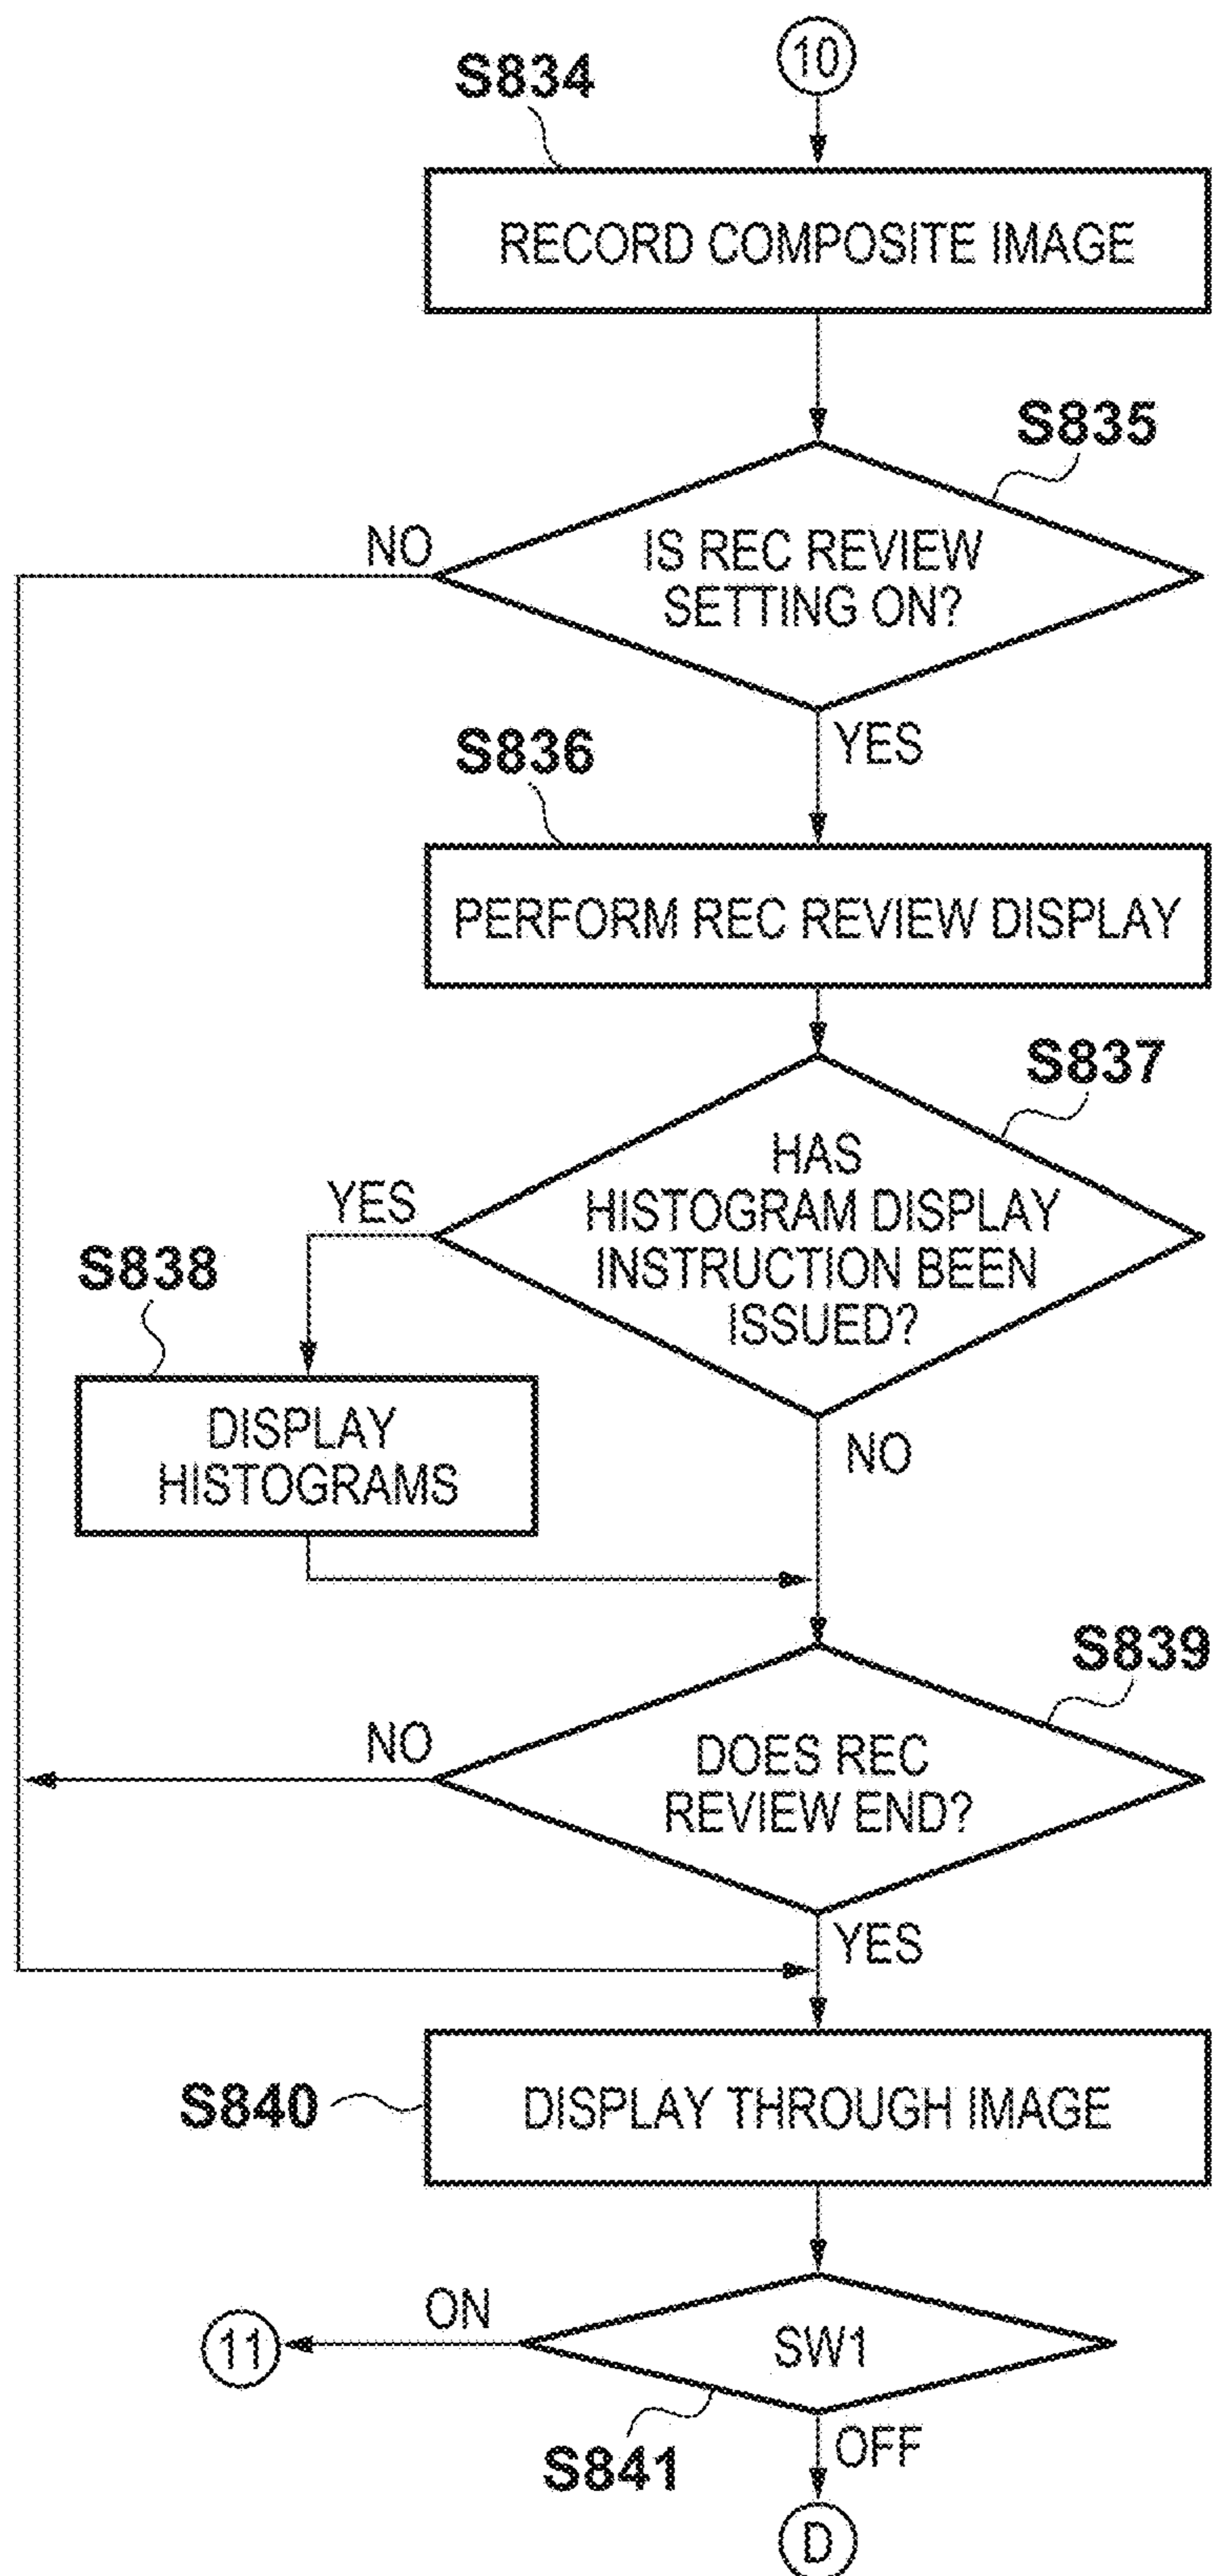 10
S834
RECORD COMPOSITE IMAGE
S835
NO
IS REC REVIEW
SETTING ON?
YES
S836
PERFORM REC REVIEW DISPLAY
S837
YES
HAS
HISTOGRAM DISPLAY
INSTRUCTION BEEN
ISSUED?
S838
DISPLAY
HISTOGRAMS
NO
S839
NO
DOES REC
REVIEW END?
YES
S840
DISPLAY THROUGH IMAGE
ON
11
SW1
S841
OFF
D